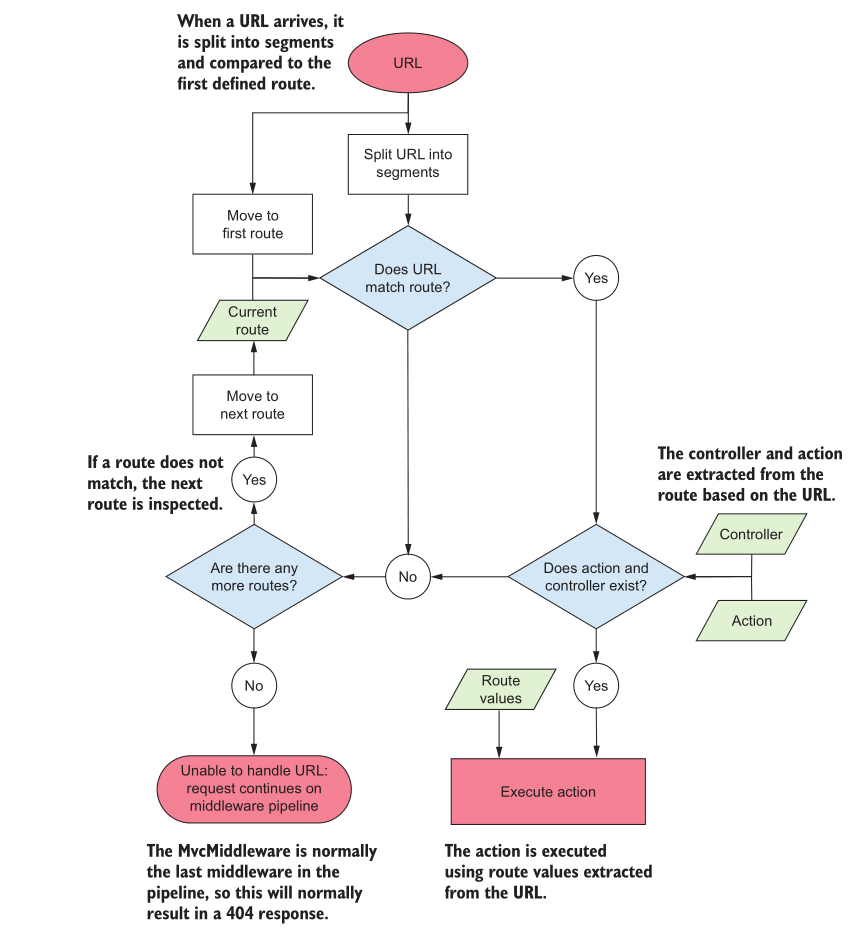 When a URL arrives, it
is split into segments
and compared to the
first defined route.
URL
Split URL into
segments
Move to
first route
Does URL
match route?
Yes
Current
route
Move to
next route
If a route does not
match, the next
route is inspected.
Yes
The controller and action
are extracted from the
route based on the URL.
Controller
Are there any
more routes?
No
Does action and
controller exist?
Action
No
Route
values
Yes
Unable to handle URL:
request continues on
middleware pipeline
Execute action
The MvcMiddleware is normally
the last middleware in the
pipeline, so this will normally
result in a 404 response.
The action is executed
using route values extracted
from the URL.